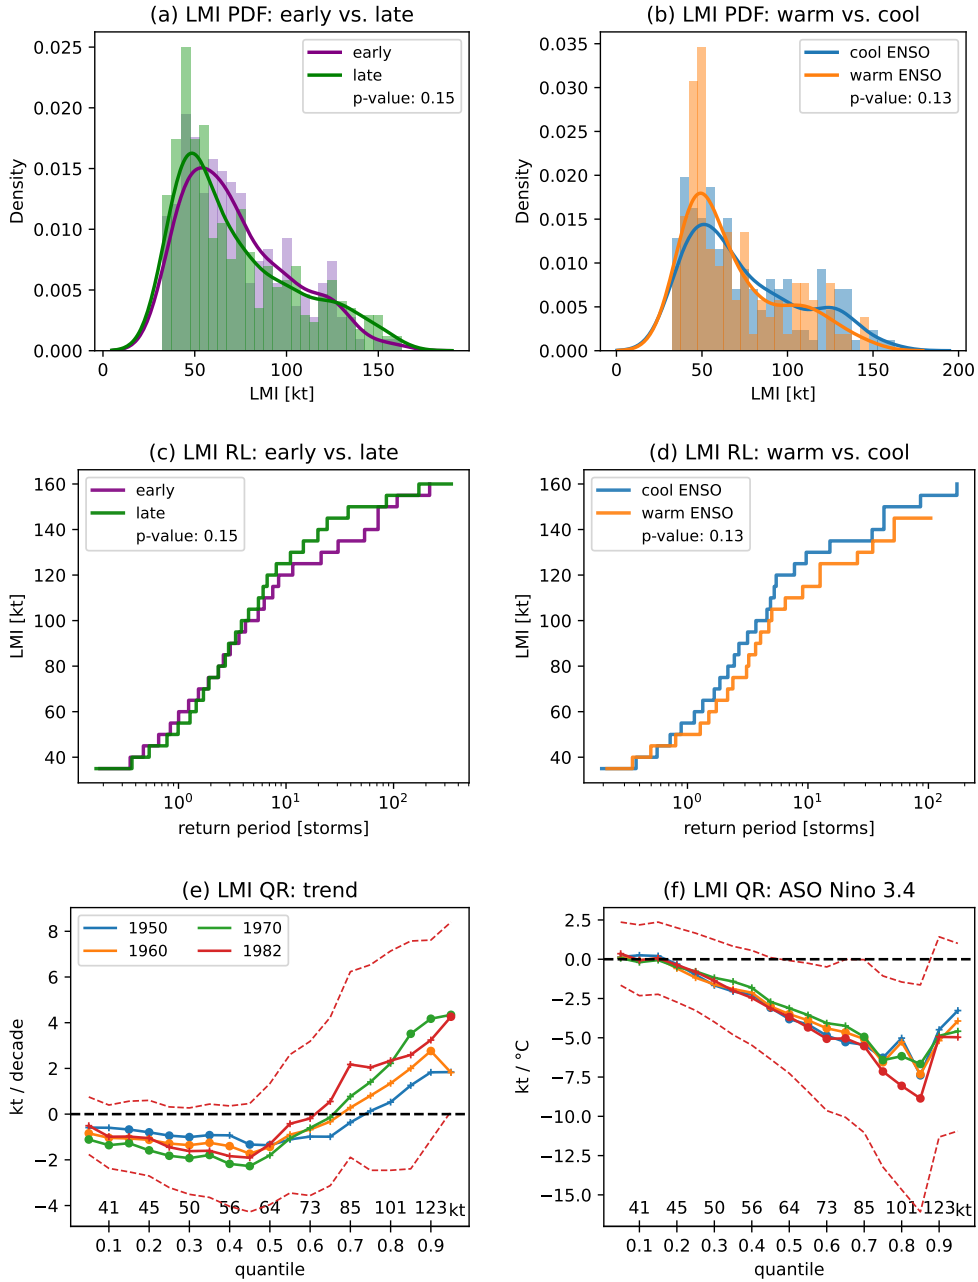 (a) LMI PDF: early vs. late
early
late
p-value: 0.15
0.025
0.020
0.015
0.010
0.005
0.000
Density
0 50 100 150
LMI [kt]
(b) LMI PDF: warm vs. cool
cool ENSO
warm ENSO
p-value: 0.13
0.035
0.030
0.025
0.020
0.015
0.010
0.005
0.000
Density
0 50 100 150 200
LMI [kt]
(c) LMI RL: early vs. late
early
late
p-value: 0.15
160
140
120
100
80
60
40
LMI [kt]
10⁰ 10¹ 10²
return period [storms]
(d) LMI RL: warm vs. cool
cool ENSO
warm ENSO
p-value: 0.13
160
140
120
100
80
60
40
LMI [kt]
10⁰ 10¹ 10²
return period [storms]
(e) LMI QR: trend
1950 1970
1960 1982
8
6
4
2
0
−2
−4
kt / decade
41 45 50 56 64 73 85 101 123 kt
0.1 0.2 0.3 0.4 0.5 0.6 0.7 0.8 0.9
quantile
(f) LMI QR: ASO Nino 3.4
2.5
0.0
−2.5
−5.0
−7.5
−10.0
−12.5
−15.0
kt / °C
41 45 50 56 64 73 85 101 123 kt
0.1 0.2 0.3 0.4 0.5 0.6 0.7 0.8 0.9
quantile